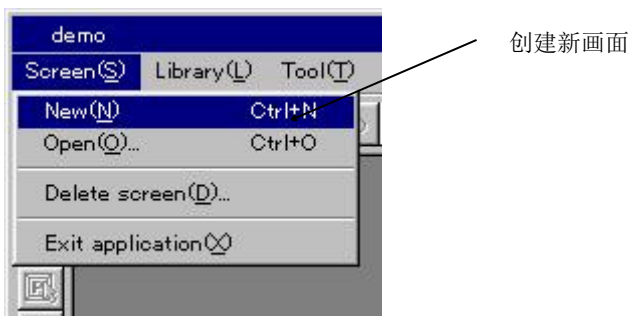 demo
创建新画面
Screen(S) Library(L) Tool(T)
New(N) Ctrl+N
Open(O)... Ctrl+O
Delete screen(D)...
Exit application(X)